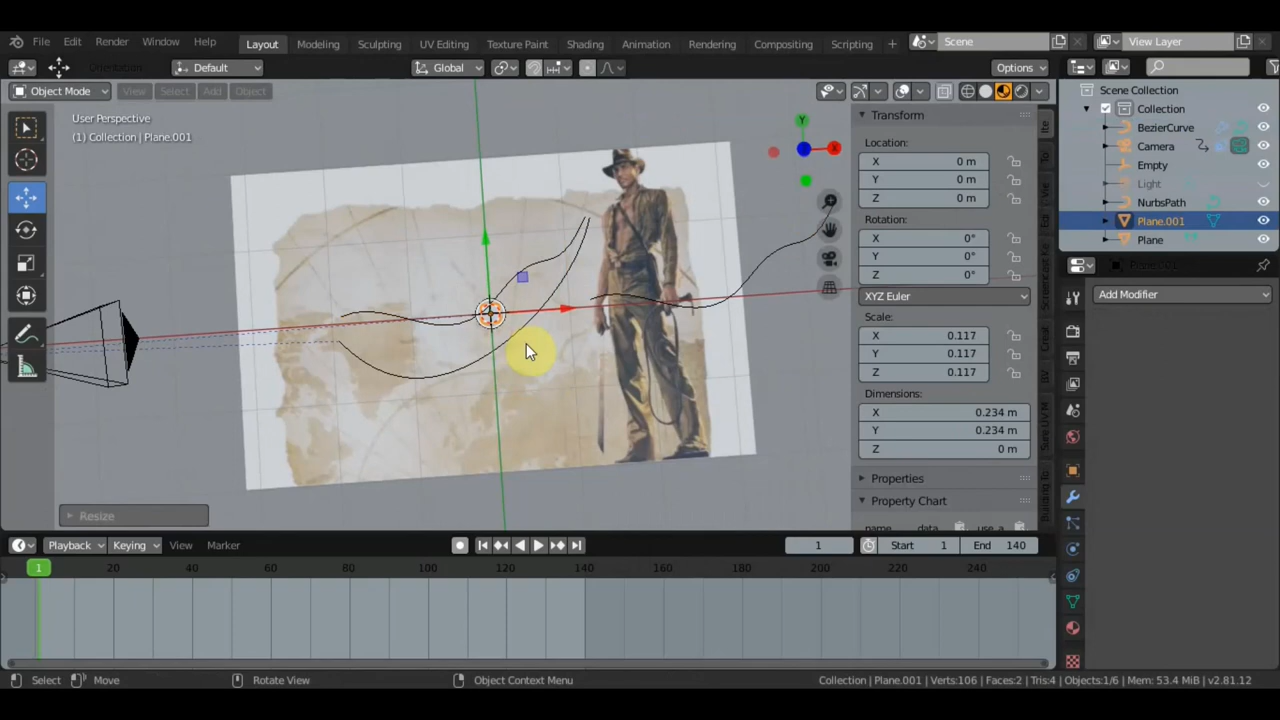 File Edit Render Window Help Layout Modeling Sculpting UV Editing Texture Paint Shading Animation Rendering Compositing Scripting + Scene View Layer
Orientation Default Global Options
Object Mode View Select Add Object
User Perspective
(1) Collection | Plane.001
Y
X
Transform
Location:
X 0 m
Y 0 m
Z 0 m
Rotation:
X 0°
Y 0°
Z 0°
XYZ Euler
Scale:
X 0.117
Y 0.117
Z 0.117
Dimensions:
X 0.234 m
Y 0.234 m
Z 0 m
Properties
Property Chart
Scene Collection
Collection
BezierCurve
Camera
Empty
Light
NurbsPath
Plane.001
Plane
Add Modifier
Resize
Playback Keying View Marker 1 Start 1 End 140
1 20 40 60 80 100 120 140 160 180 200 220 240
Select Move Rotate View Object Context Menu Collection | Plane.001 | Verts:106 | Faces:2 | Tris:4 | Objects:1/6 | Mem: 53.4 MiB | v2.81.12